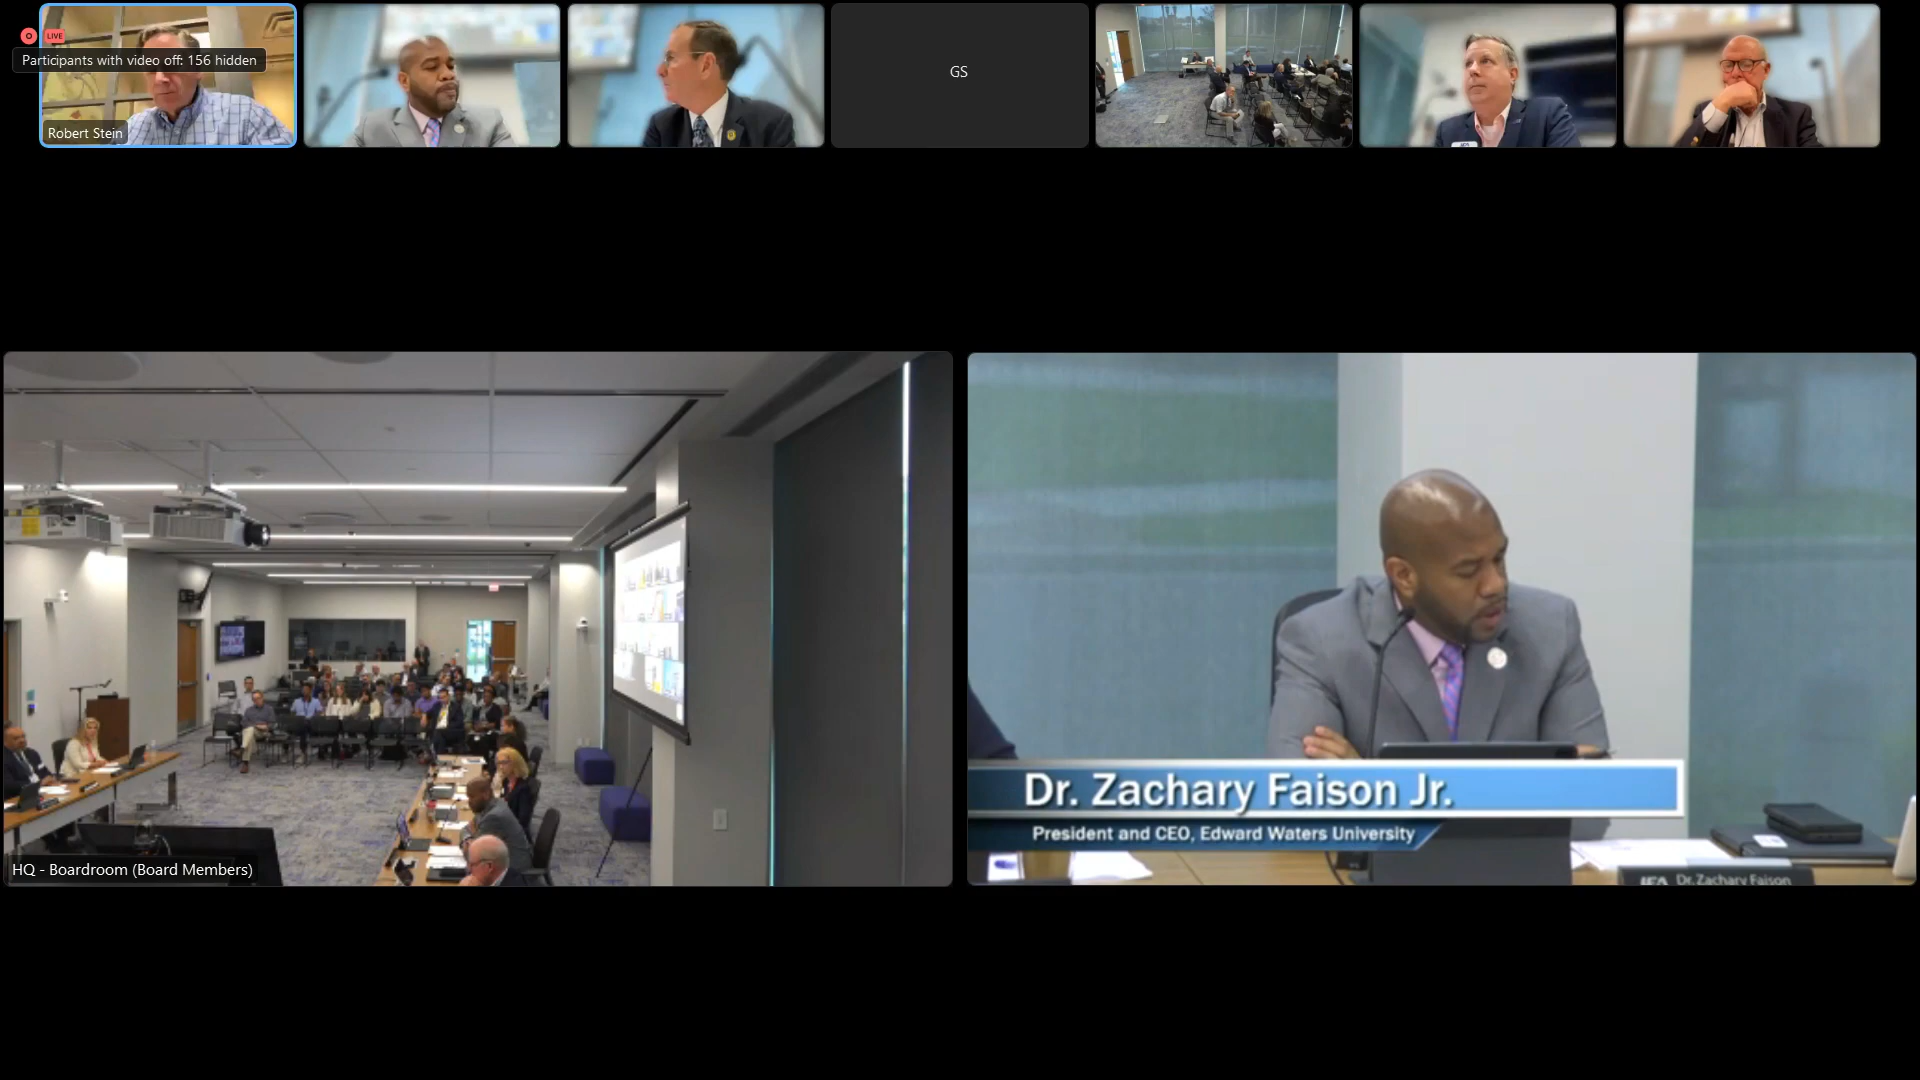 LIVE
Participants with video off: 156 hidden
Robert Stein
GS
HQ - Boardroom (Board Members)
Dr. Zachary Faison Jr.
President and CEO, Edward Waters University
JEA Dr. Zachary Faison